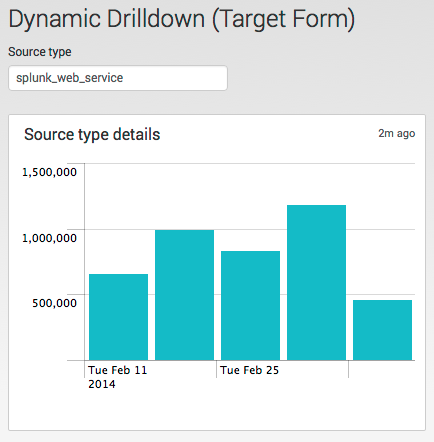 Dynamic Drilldown (Target Form)
Source type
splunk_web_service
Source type details
2m ago
1,500,000
1,000,000
500,000
Tue Feb 11
2014
Tue Feb 25